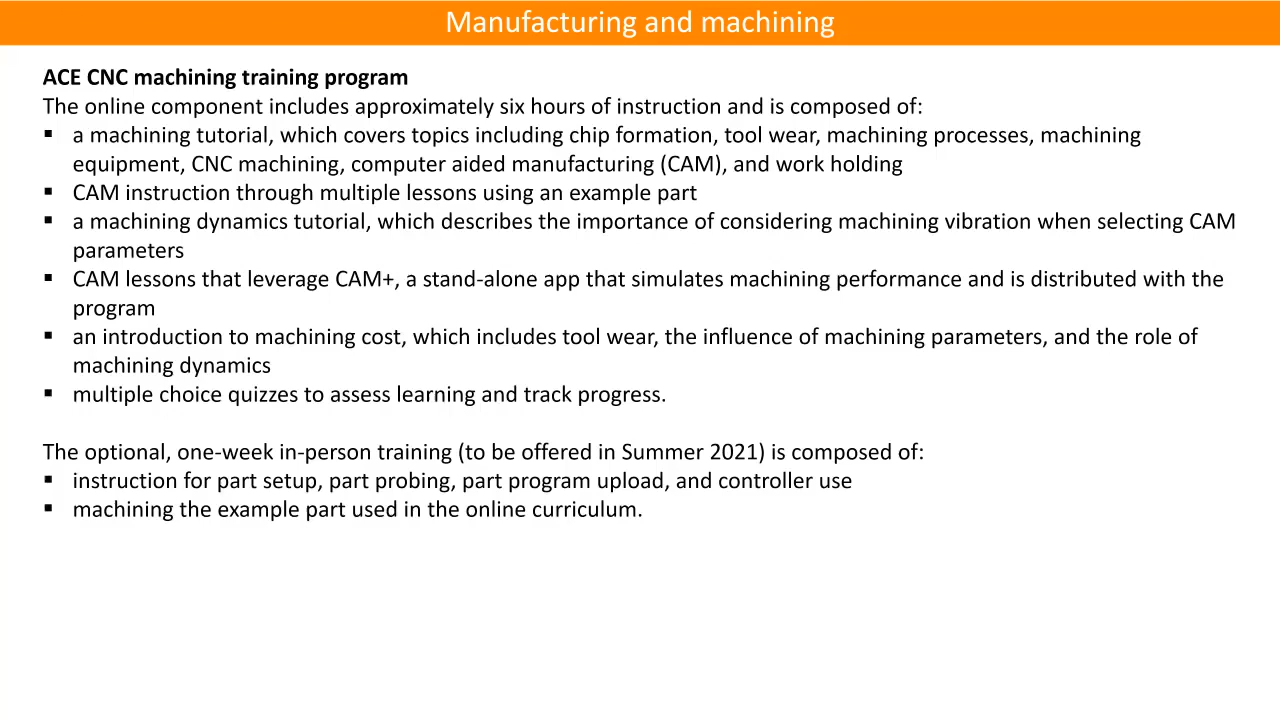 Manufacturing and machining
ACE CNC machining training program
The online component includes approximately six hours of instruction and is composed of:
▪ a machining tutorial, which covers topics including chip formation, tool wear, machining processes, machining
equipment, CNC machining, computer aided manufacturing (CAM), and work holding
▪ CAM instruction through multiple lessons using an example part
▪ a machining dynamics tutorial, which describes the importance of considering machining vibration when selecting CAM
parameters
▪ CAM lessons that leverage CAM+, a stand-alone app that simulates machining performance and is distributed with the
program
▪ an introduction to machining cost, which includes tool wear, the influence of machining parameters, and the role of
machining dynamics
▪ multiple choice quizzes to assess learning and track progress.
The optional, one-week in-person training (to be offered in Summer 2021) is composed of:
▪ instruction for part setup, part probing, part program upload, and controller use
▪ machining the example part used in the online curriculum.